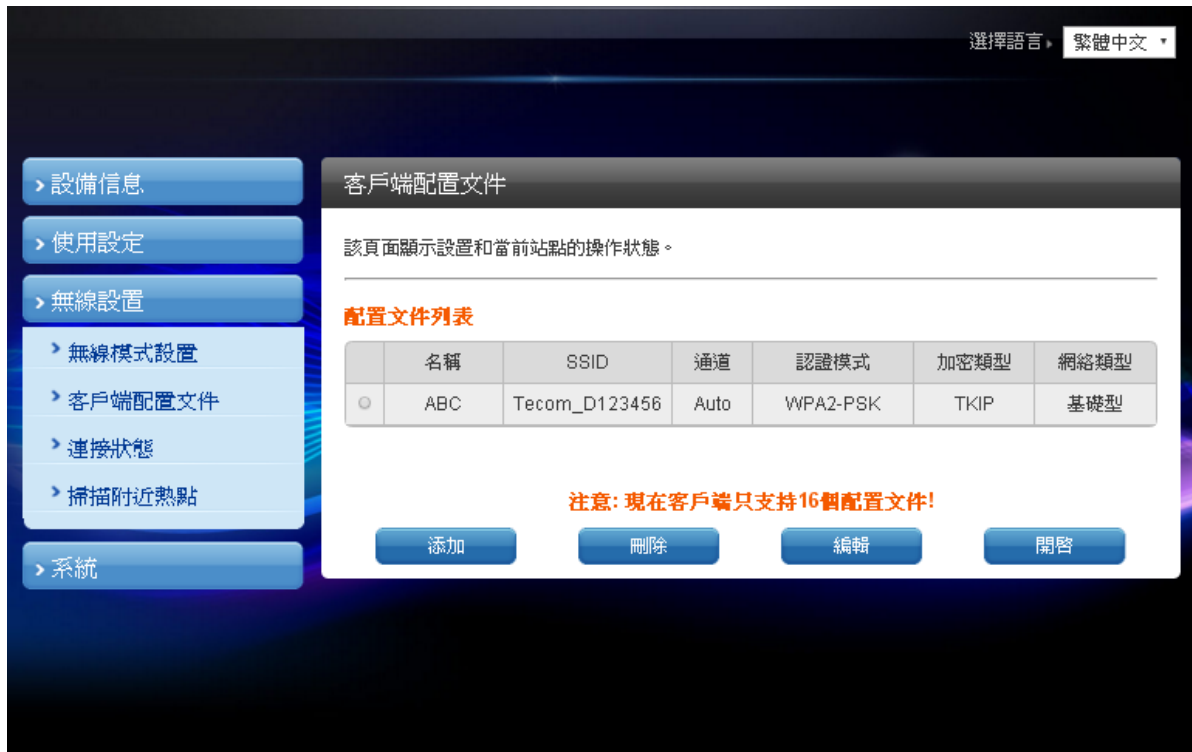 選擇語言 繁體中文
設備信息
使用設定
無線設置
無線模式設置
客戶端配置文件
連接狀態
掃描附近熱點
系統
客戶端配置文件
該頁面顯示設置和當前站點的操作狀態。
配置文件列表
名稱 SSID 通道 認證模式 加密類型 網絡類型
ABC Tecom_D123456 Auto WPA2-PSK TKIP 基礎型
注意: 現在客戶端只支持16個配置文件!
添加 刪除 編輯 開啓